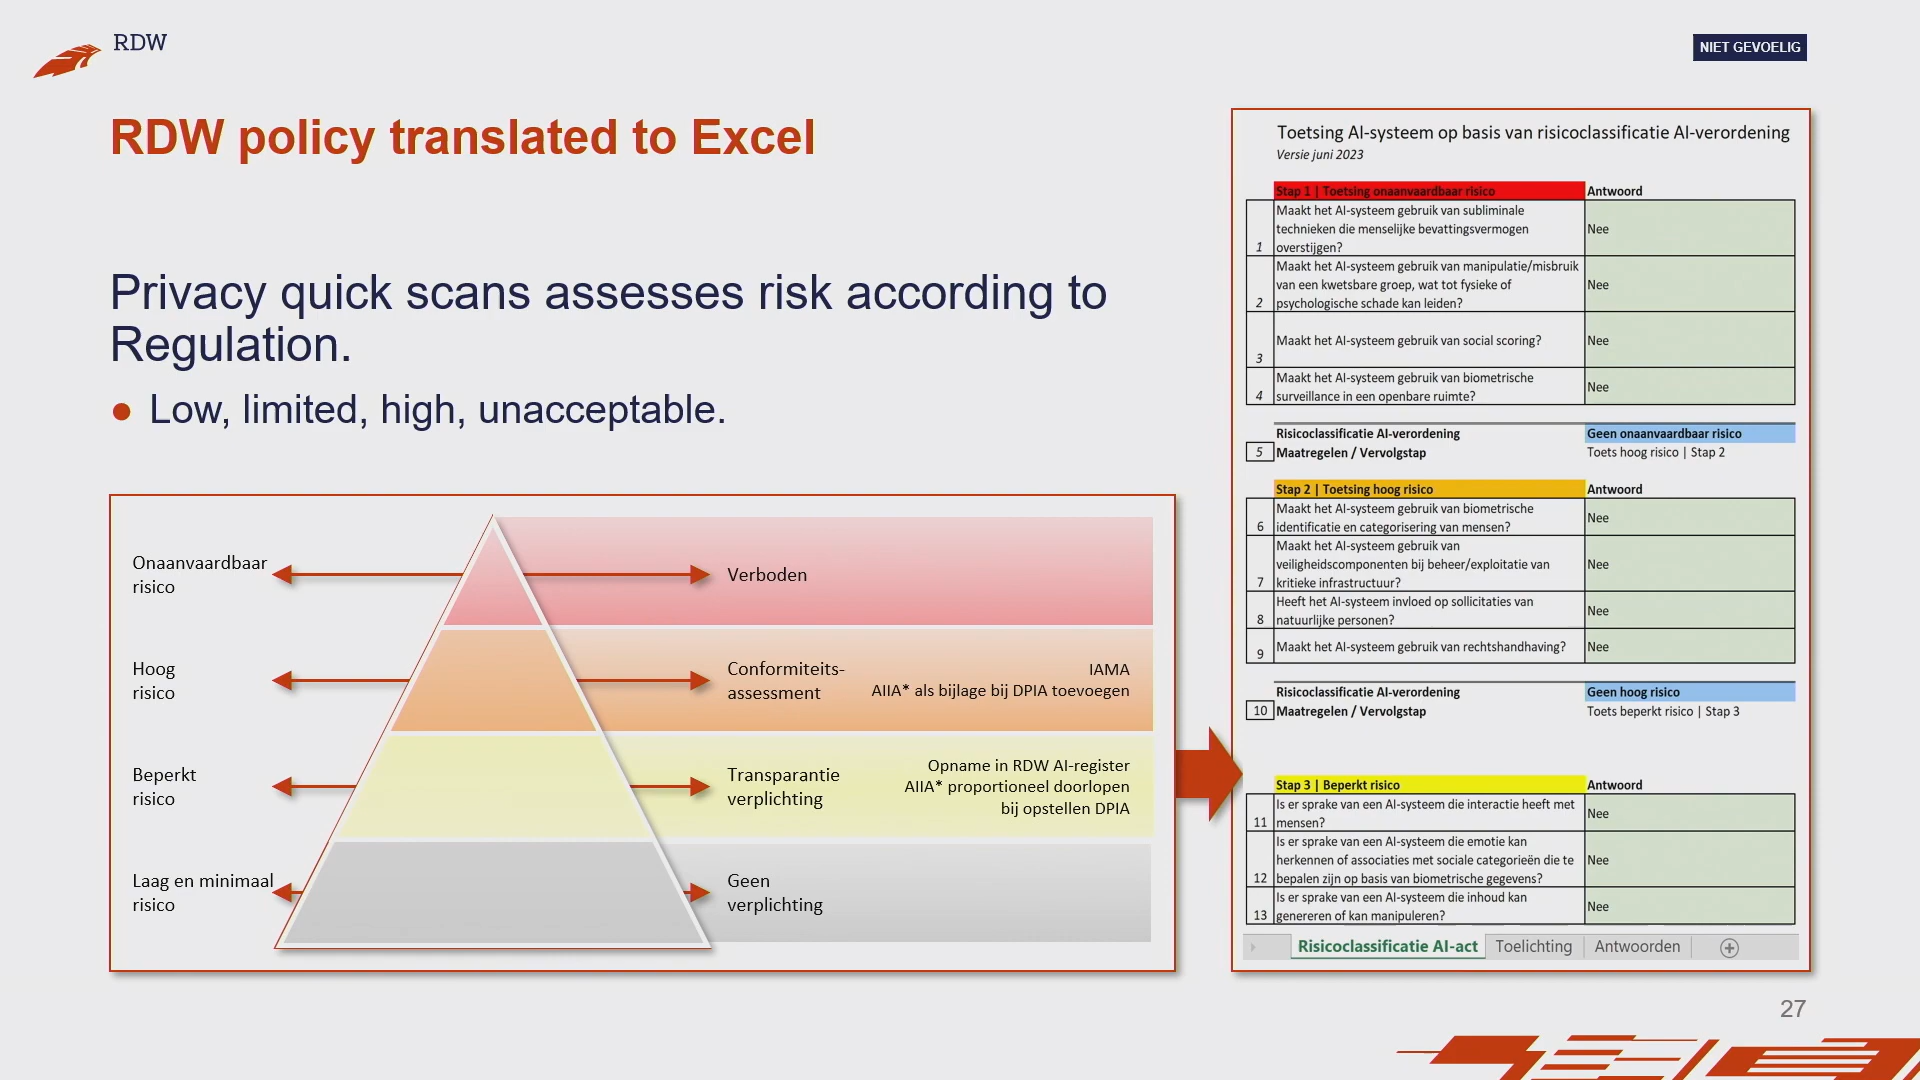 RDW
NIET GEVOELIG
RDW policy translated to Excel
Privacy quick scans assesses risk according to
Regulation.
Low, limited, high, unacceptable.
Onaanvaardbaar
risico
Verboden
Hoog
risico
Conformiteits-
assessment
IAMA
AIIA* als bijlage bij DPIA toevoegen
Beperkt
risico
Transparantie
verplichting
Opname in RDW AI-register
AIIA* proportioneel doorlopen
bij opstellen DPIA
Laag en minimaal
risico
Geen
verplichting
Toetsing AI-systeem op basis van risicoclassificatie AI-verordening
Versie juni 2023
Stap 1 | Toetsing onaanvaardbaar risico Antwoord
Maakt het AI-systeem gebruik van subliminale
technieken die menselijke bevattingsvermogen
1 overstijgen? Nee
Maakt het AI-systeem gebruik van manipulatie/misbruik
van een kwetsbare groep, wat tot fysieke of
2 psychologische schade kan leiden? Nee
3 Maakt het AI-systeem gebruik van social scoring? Nee
Maakt het AI-systeem gebruik van biometrische
4 surveillance in een openbare ruimte? Nee
Risicoclassificatie AI-verordening Geen onaanvaardbaar risico
5 Maatregelen / Vervolgstap Toets hoog risico | Stap 2
Stap 2 | Toetsing hoog risico Antwoord
Maakt het AI-systeem gebruik van biometrische
6 identificatie en categorisering van mensen? Nee
Maakt het AI-systeem gebruik van
veiligheidscomponenten bij beheer/exploitatie van
7 kritieke infrastructuur? Nee
Heeft het AI-systeem invloed op sollicitaties van
8 natuurlijke personen? Nee
9 Maakt het AI-systeem gebruik van rechtshandhaving? Nee
Risicoclassificatie AI-verordening Geen hoog risico
10 Maatregelen / Vervolgstap Toets beperkt risico | Stap 3
Stap 3 | Beperkt risico Antwoord
Is er sprake van een AI-systeem die interactie heeft met
11 mensen? Nee
Is er sprake van een AI-systeem die emotie kan
herkennen of associaties met sociale categorieën die te
12 bepalen zijn op basis van biometrische gegevens? Nee
Is er sprake van een AI-systeem die inhoud kan
13 genereren of kan manipuleren? Nee
Risicoclassificatie AI-act Toelichting Antwoorden
27